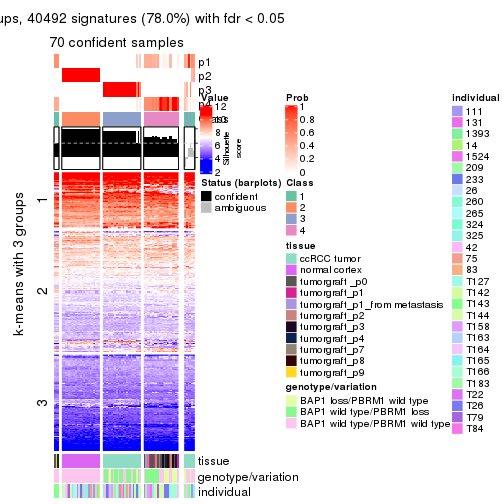 ups, 40492 signatures (78.0%) with fdr < 0.05
70 confident samples
p1
p2
p3
p4
k-means with 3 groups
1
2
3
tissue
genotype/variation
individual
Value
12
10
8
6
4
2
Silhouette
score
Status (barplots)
confident
ambiguous
Prob
1
0.8
0.6
0.4
0.2
0
Class
1
2
3
4
tissue
ccRCC tumor
normal cortex
tumorgraft _p0
tumorgraft_p1
tumorgraft_p1_from metastasis
tumorgraft_p2
tumorgraft_p3
tumorgraft_p4
tumorgraft_p7
tumorgraft_p8
tumorgraft_p9
genotype/variation
BAP1 loss/PBRM1 wild type
BAP1 wild type/PBRM1 loss
BAP1 wild type/PBRM1 wild type
individual
111
131
1393
14
1524
209
233
26
260
265
324
325
42
75
83
T127
T142
T143
T144
T158
T163
T164
T165
T166
T183
T22
T26
T79
T84